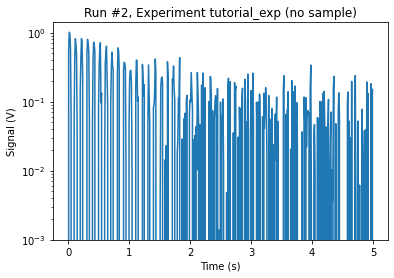 Run #2, Experiment tutorial_exp (no sample)
Signal (V)
10⁰
10⁻¹
10⁻²
10⁻³
0 1 2 3 4 5
Time (s)